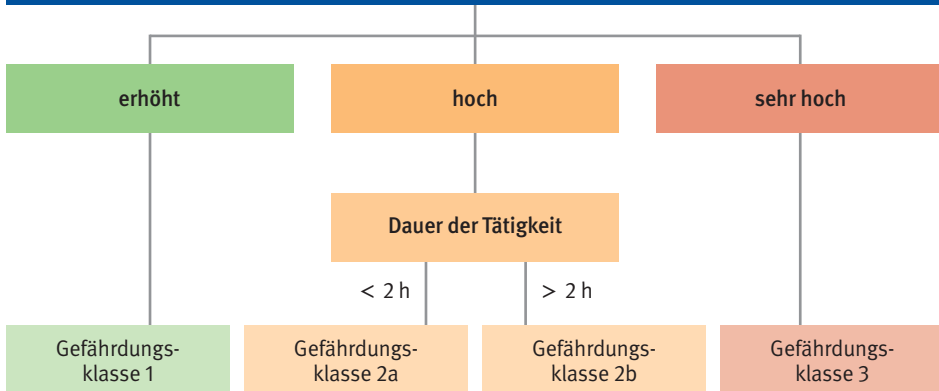 erhöht
hoch
sehr hoch
Dauer der Tätigkeit
< 2 h
> 2 h
Gefährdungs-
klasse 1
Gefährdungs-
klasse 2a
Gefährdungs-
klasse 2b
Gefährdungs-
klasse 3